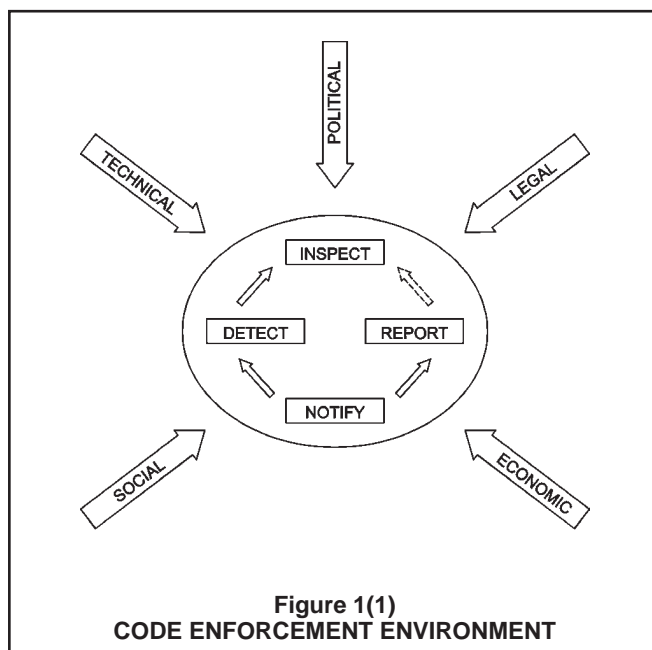 POLITICAL
TECHNICAL
LEGAL
INSPECT
DETECT
REPORT
NOTIFY
SOCIAL
ECONOMIC
Figure 1(1)
CODE ENFORCEMENT ENVIRONMENT